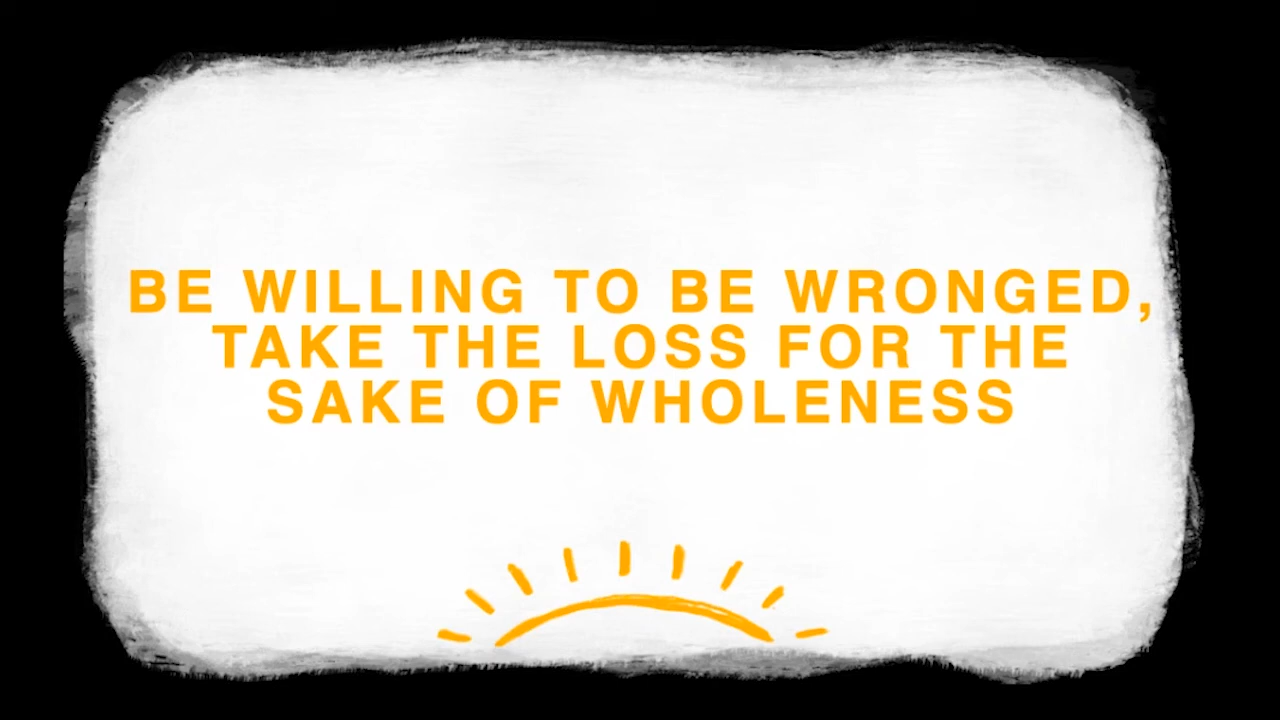 BE WILLING TO BE WRONGED,
TAKE THE LOSS FOR THE
SAKE OF WHOLENESS